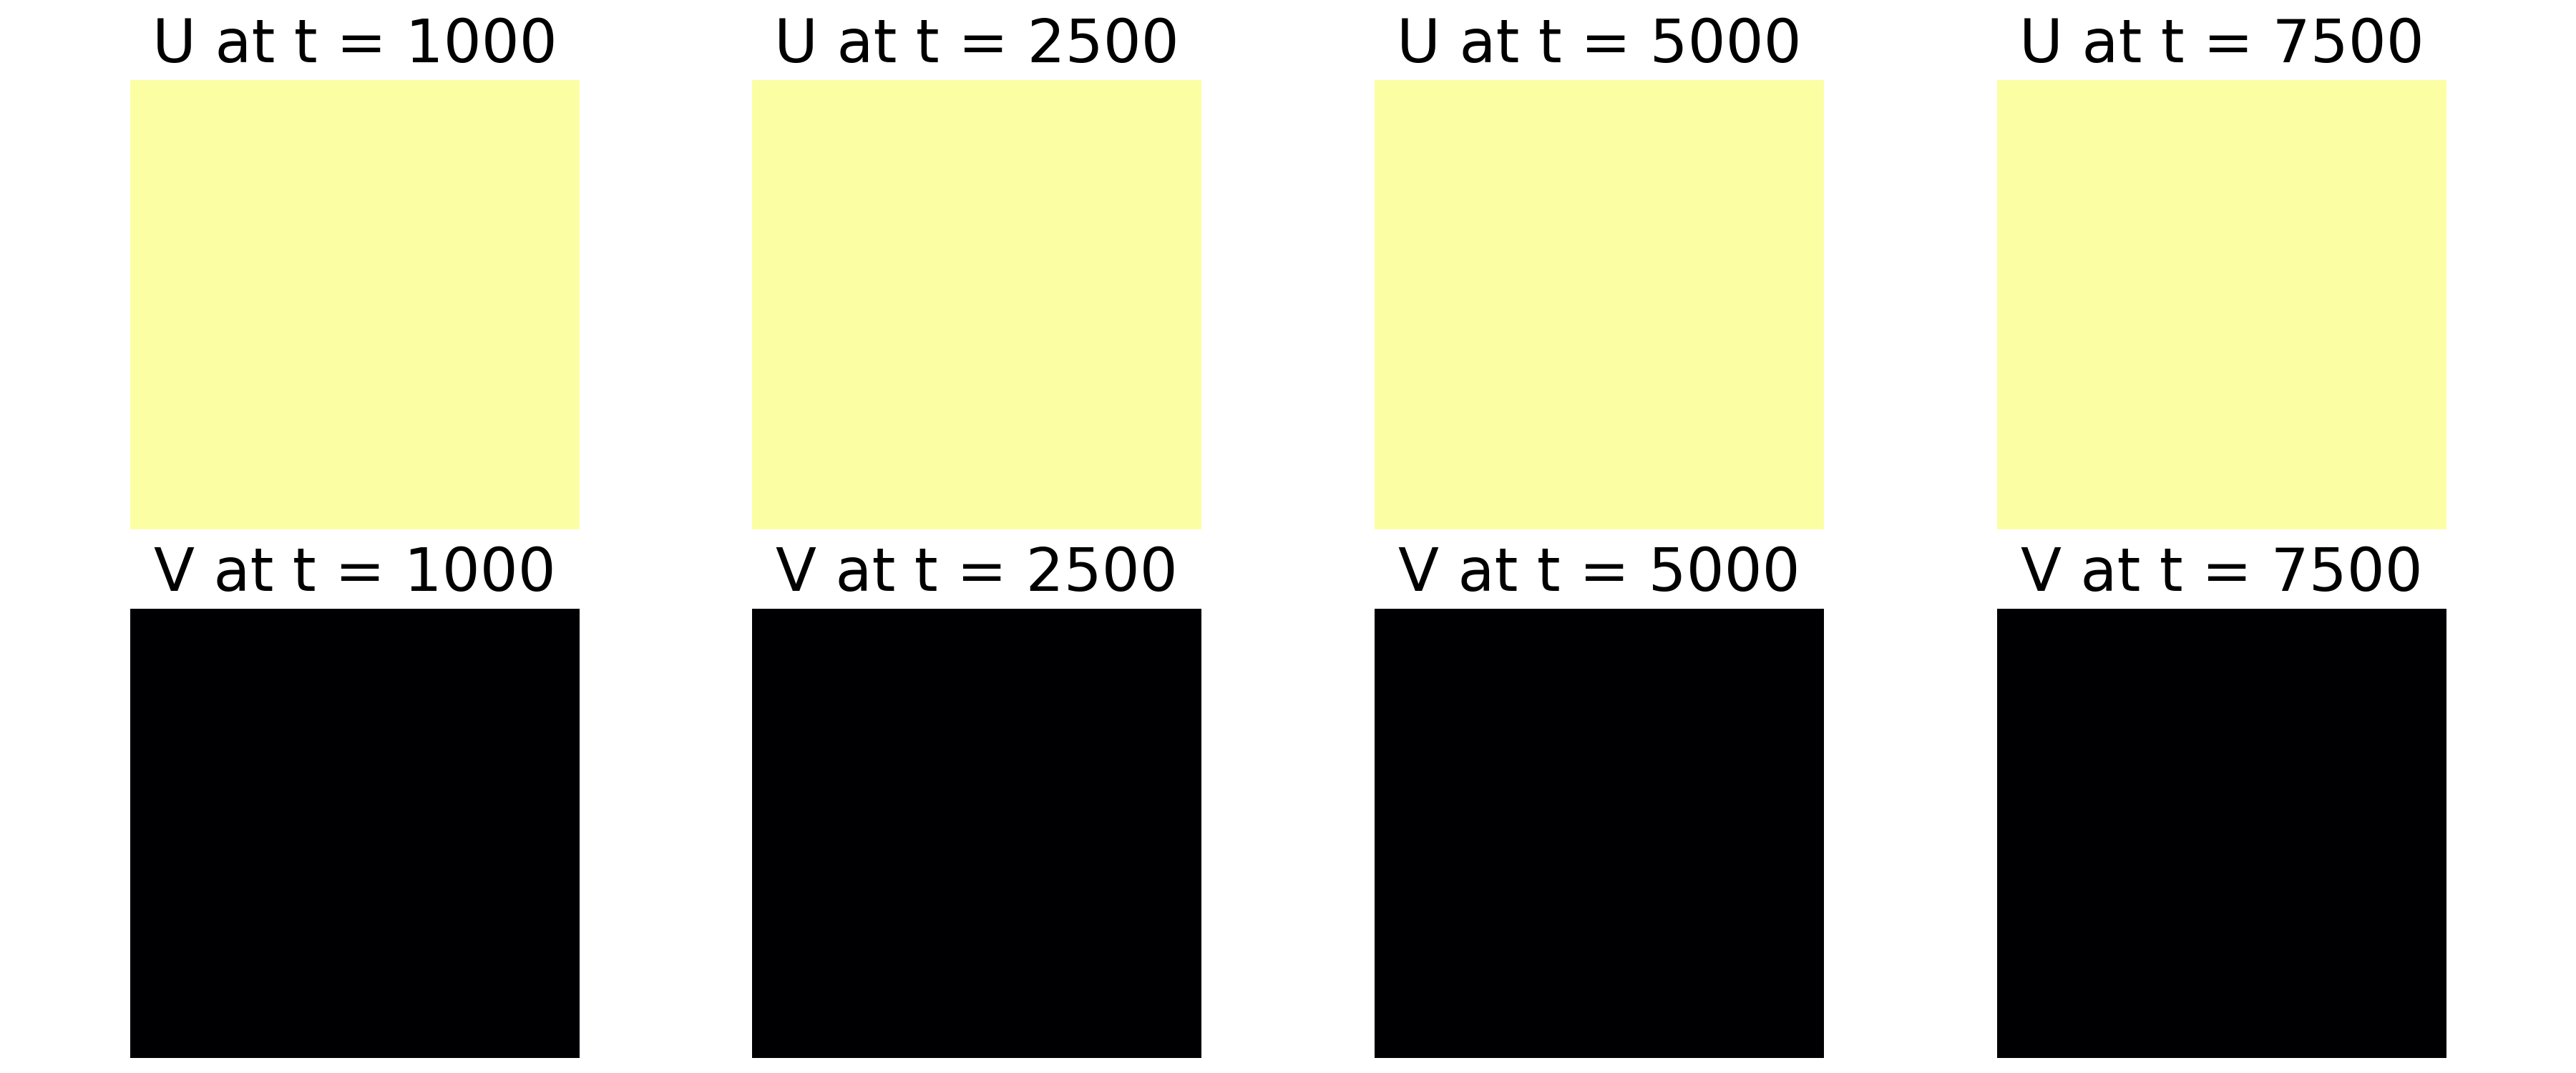 U at t = 1000
U at t = 2500
U at t = 5000
U at t = 7500
V at t = 1000
V at t = 2500
V at t = 5000
V at t = 7500